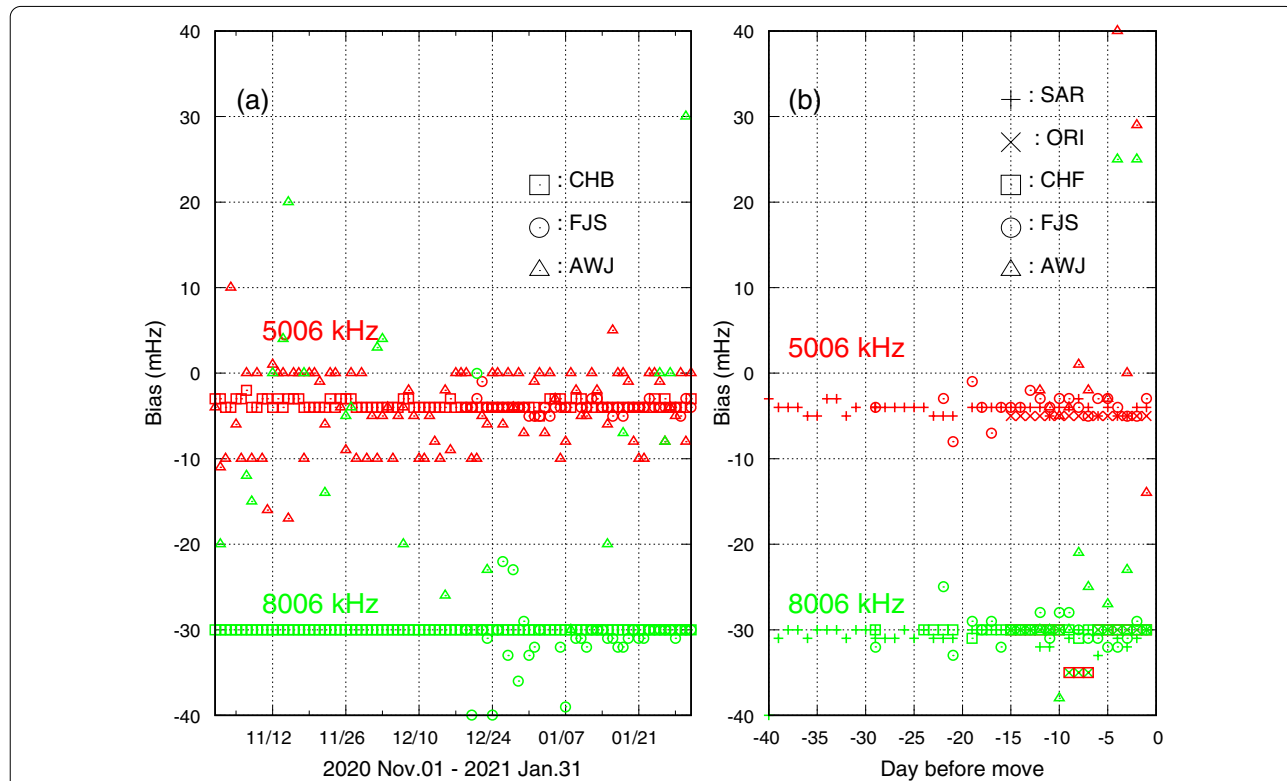 40
30
20
10
0
-10
-20
-30
-40
Bias (mHz)
(a)
: CHB
: FJS
: AWJ
5006 kHz
8006 kHz
11/12 11/26 12/10 12/24 01/07 01/21
2020 Nov.01 - 2021 Jan.31
40
30
20
10
0
-10
-20
-30
-40
Bias (mHz)
(b)
: SAR
: ORI
: CHF
: FJS
: AWJ
5006 kHz
8006 kHz
-40 -35 -30 -25 -20 -15 -10 -5 0
Day before move